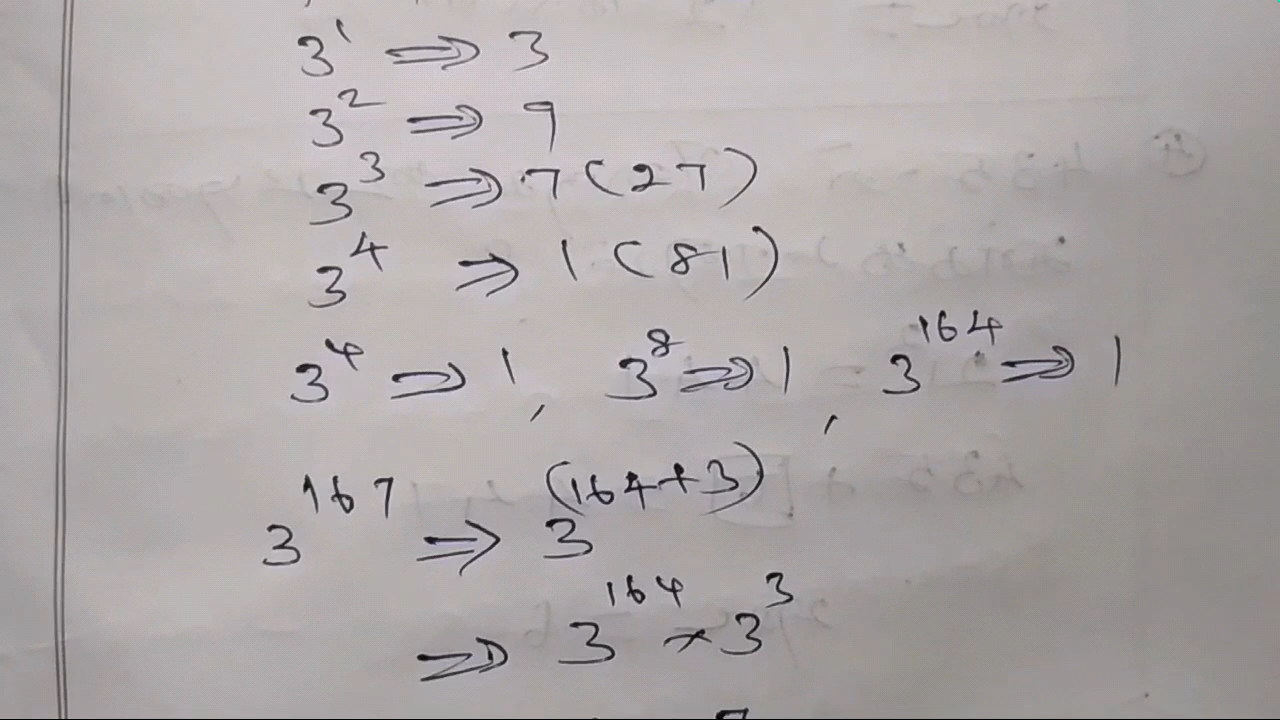 3¹ ⇒ 3
3² ⇒ 9
3³ ⇒ 7 (27)
3⁴ ⇒ 1 (81)
3⁴ ⇒ 1, 3⁸ ⇒ 1, 3¹⁶⁴ ⇒ 1
3¹⁶⁷ ⇒ 3⁽¹⁶⁴⁺³⁾
⇒ 3¹⁶⁴ × 3³